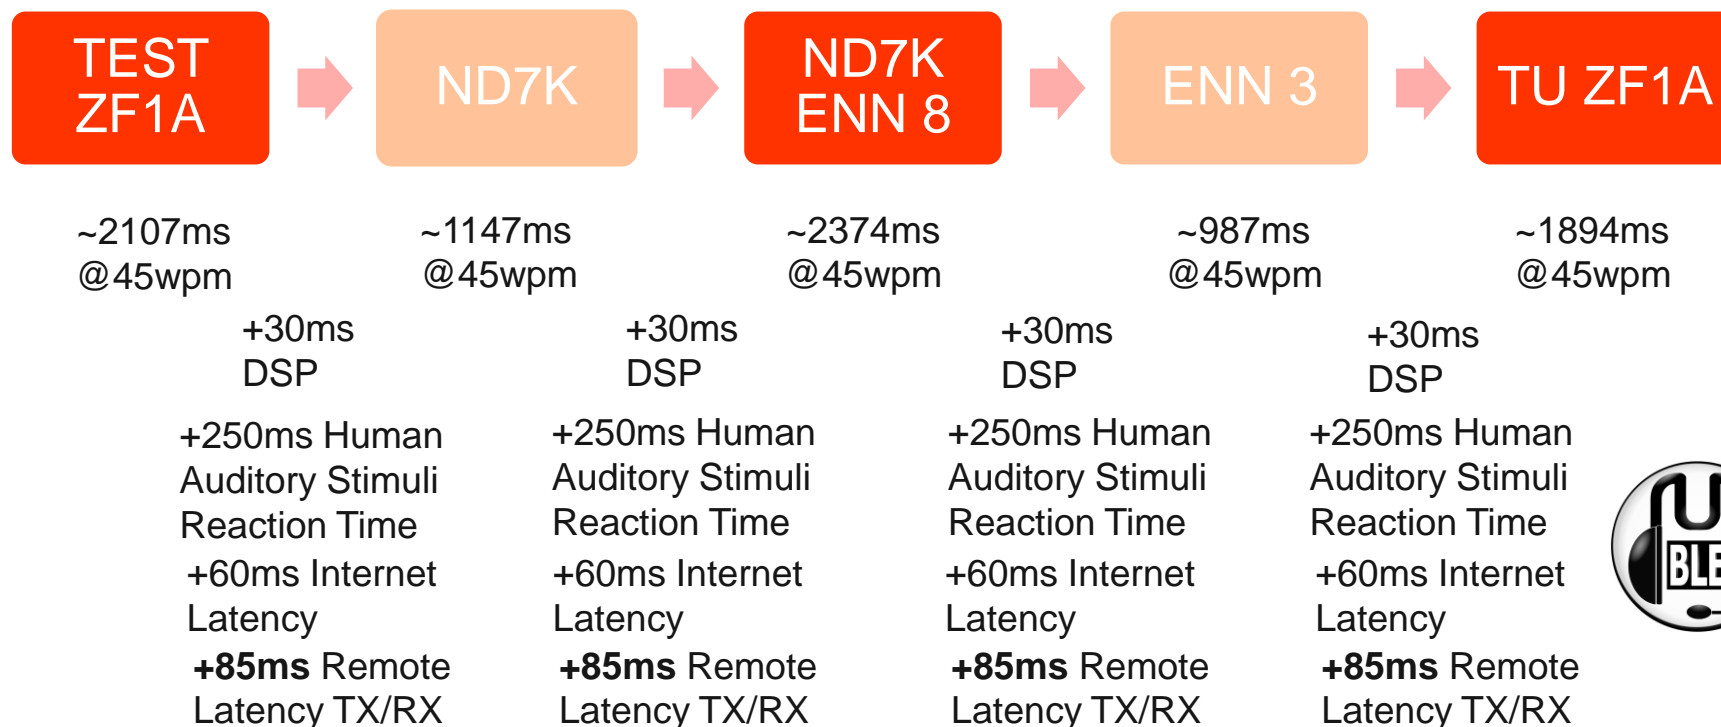 TEST
ZF1A
ND7K
ND7K
ENN 8
ENN 3
TU ZF1A
~2107ms
@45wpm
~1147ms
@45wpm
~2374ms
@45wpm
~987ms
@45wpm
~1894ms
@45wpm
+30ms
DSP
+30ms
DSP
+30ms
DSP
+30ms
DSP
+250ms Human
Auditory Stimuli
Reaction Time
+250ms Human
Auditory Stimuli
Reaction Time
+250ms Human
Auditory Stimuli
Reaction Time
+250ms Human
Auditory Stimuli
Reaction Time
+60ms Internet
Latency
+60ms Internet
Latency
+60ms Internet
Latency
+60ms Internet
Latency
+85ms Remote
Latency TX/RX
+85ms Remote
Latency TX/RX
+85ms Remote
Latency TX/RX
+85ms Remote
Latency TX/RX